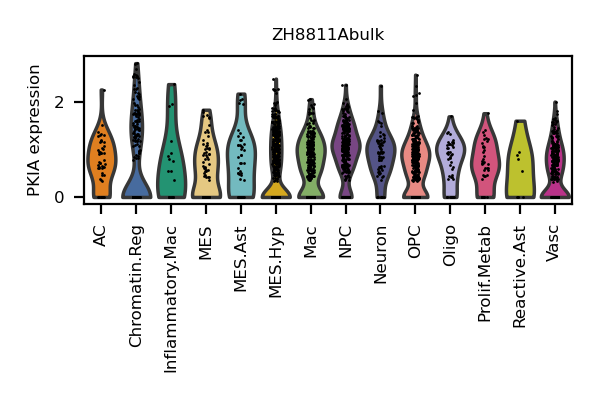 ZH8811Abulk
PKIA expression
2
0
AC
Chromatin.Reg
Inflammatory.Mac
MES
MES.Ast
MES.Hyp
Mac
NPC
Neuron
OPC
Oligo
Prolif.Metab
Reactive.Ast
Vasc